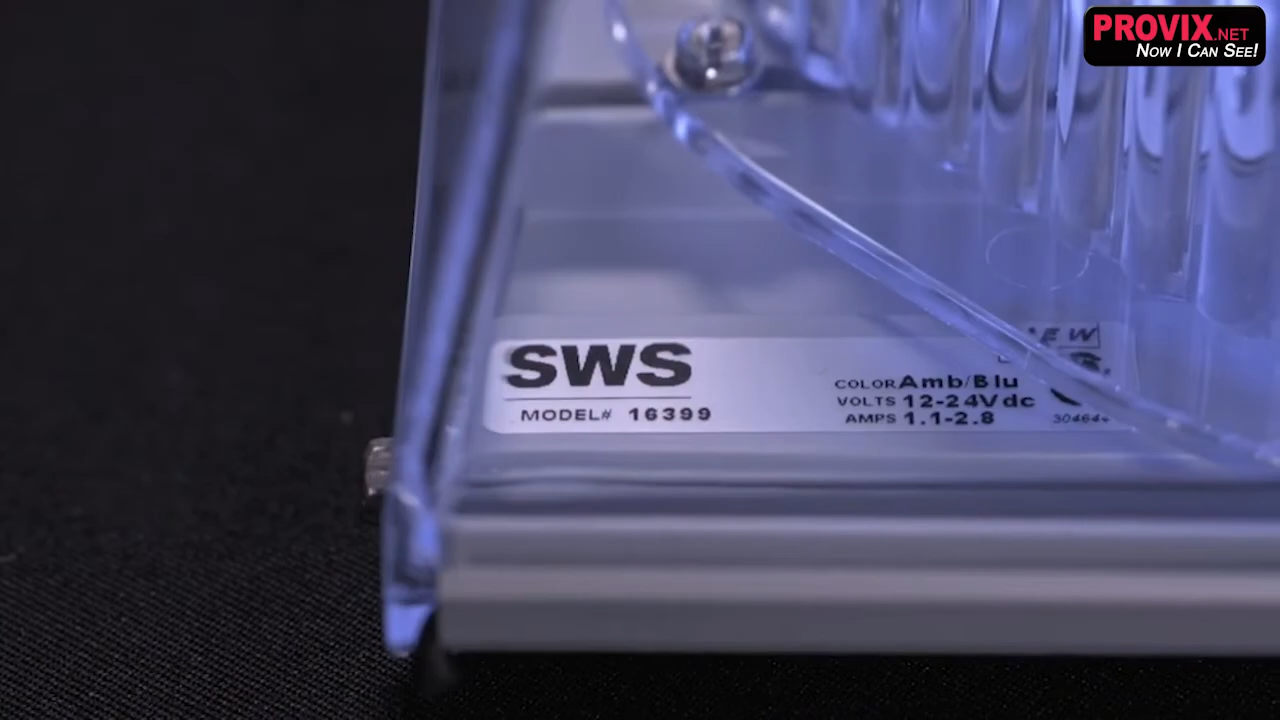 PROVIX.NET
NOW I CAN SEE!
SWS
MODEL# 16399
COLOR Amb/Blu
VOLTS 12-24Vdc
AMPS 1.1-2.8